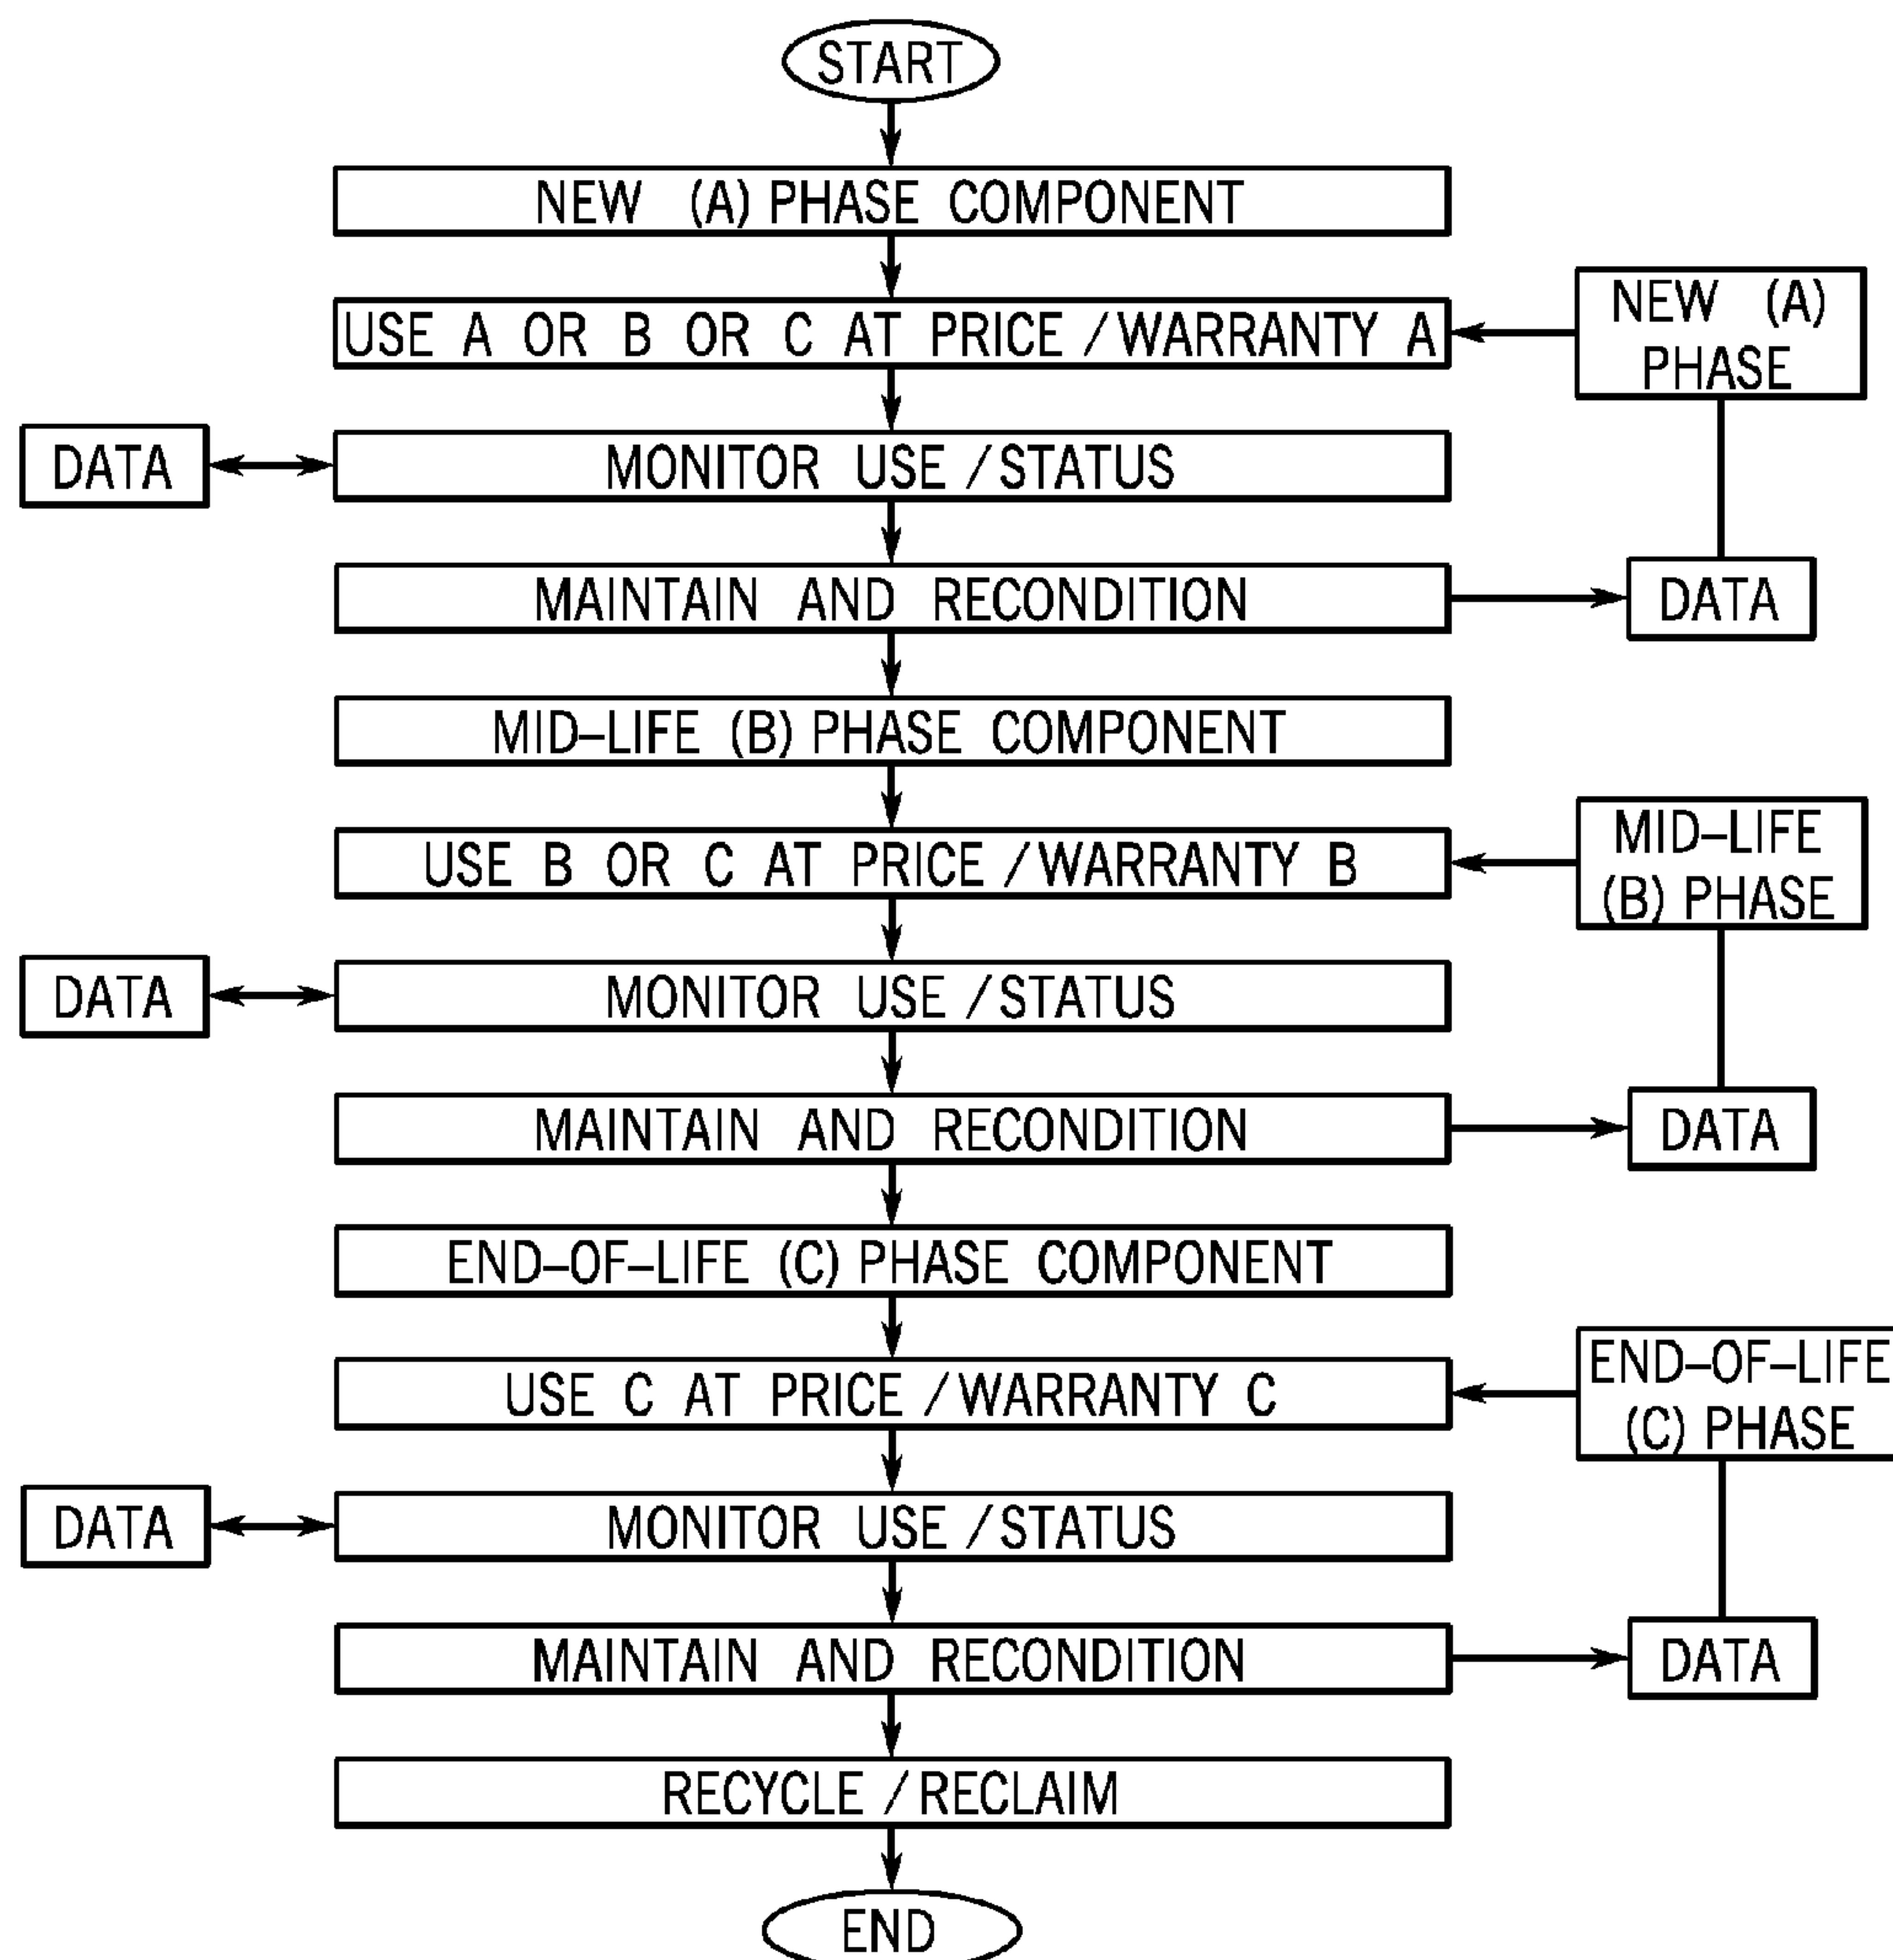 START
NEW (A) PHASE COMPONENT
USE A OR B OR C AT PRICE /WARRANTY A
NEW (A)
PHASE
DATA
MONITOR USE /STATUS
MAINTAIN AND RECONDITION
DATA
MID–LIFE (B) PHASE COMPONENT
USE B OR C AT PRICE /WARRANTY B
MID–LIFE
(B) PHASE
DATA
MONITOR USE /STATUS
MAINTAIN AND RECONDITION
DATA
END–OF–LIFE (C) PHASE COMPONENT
USE C AT PRICE /WARRANTY C
END–OF–LIFE
(C) PHASE
DATA
MONITOR USE /STATUS
MAINTAIN AND RECONDITION
DATA
RECYCLE /RECLAIM
END